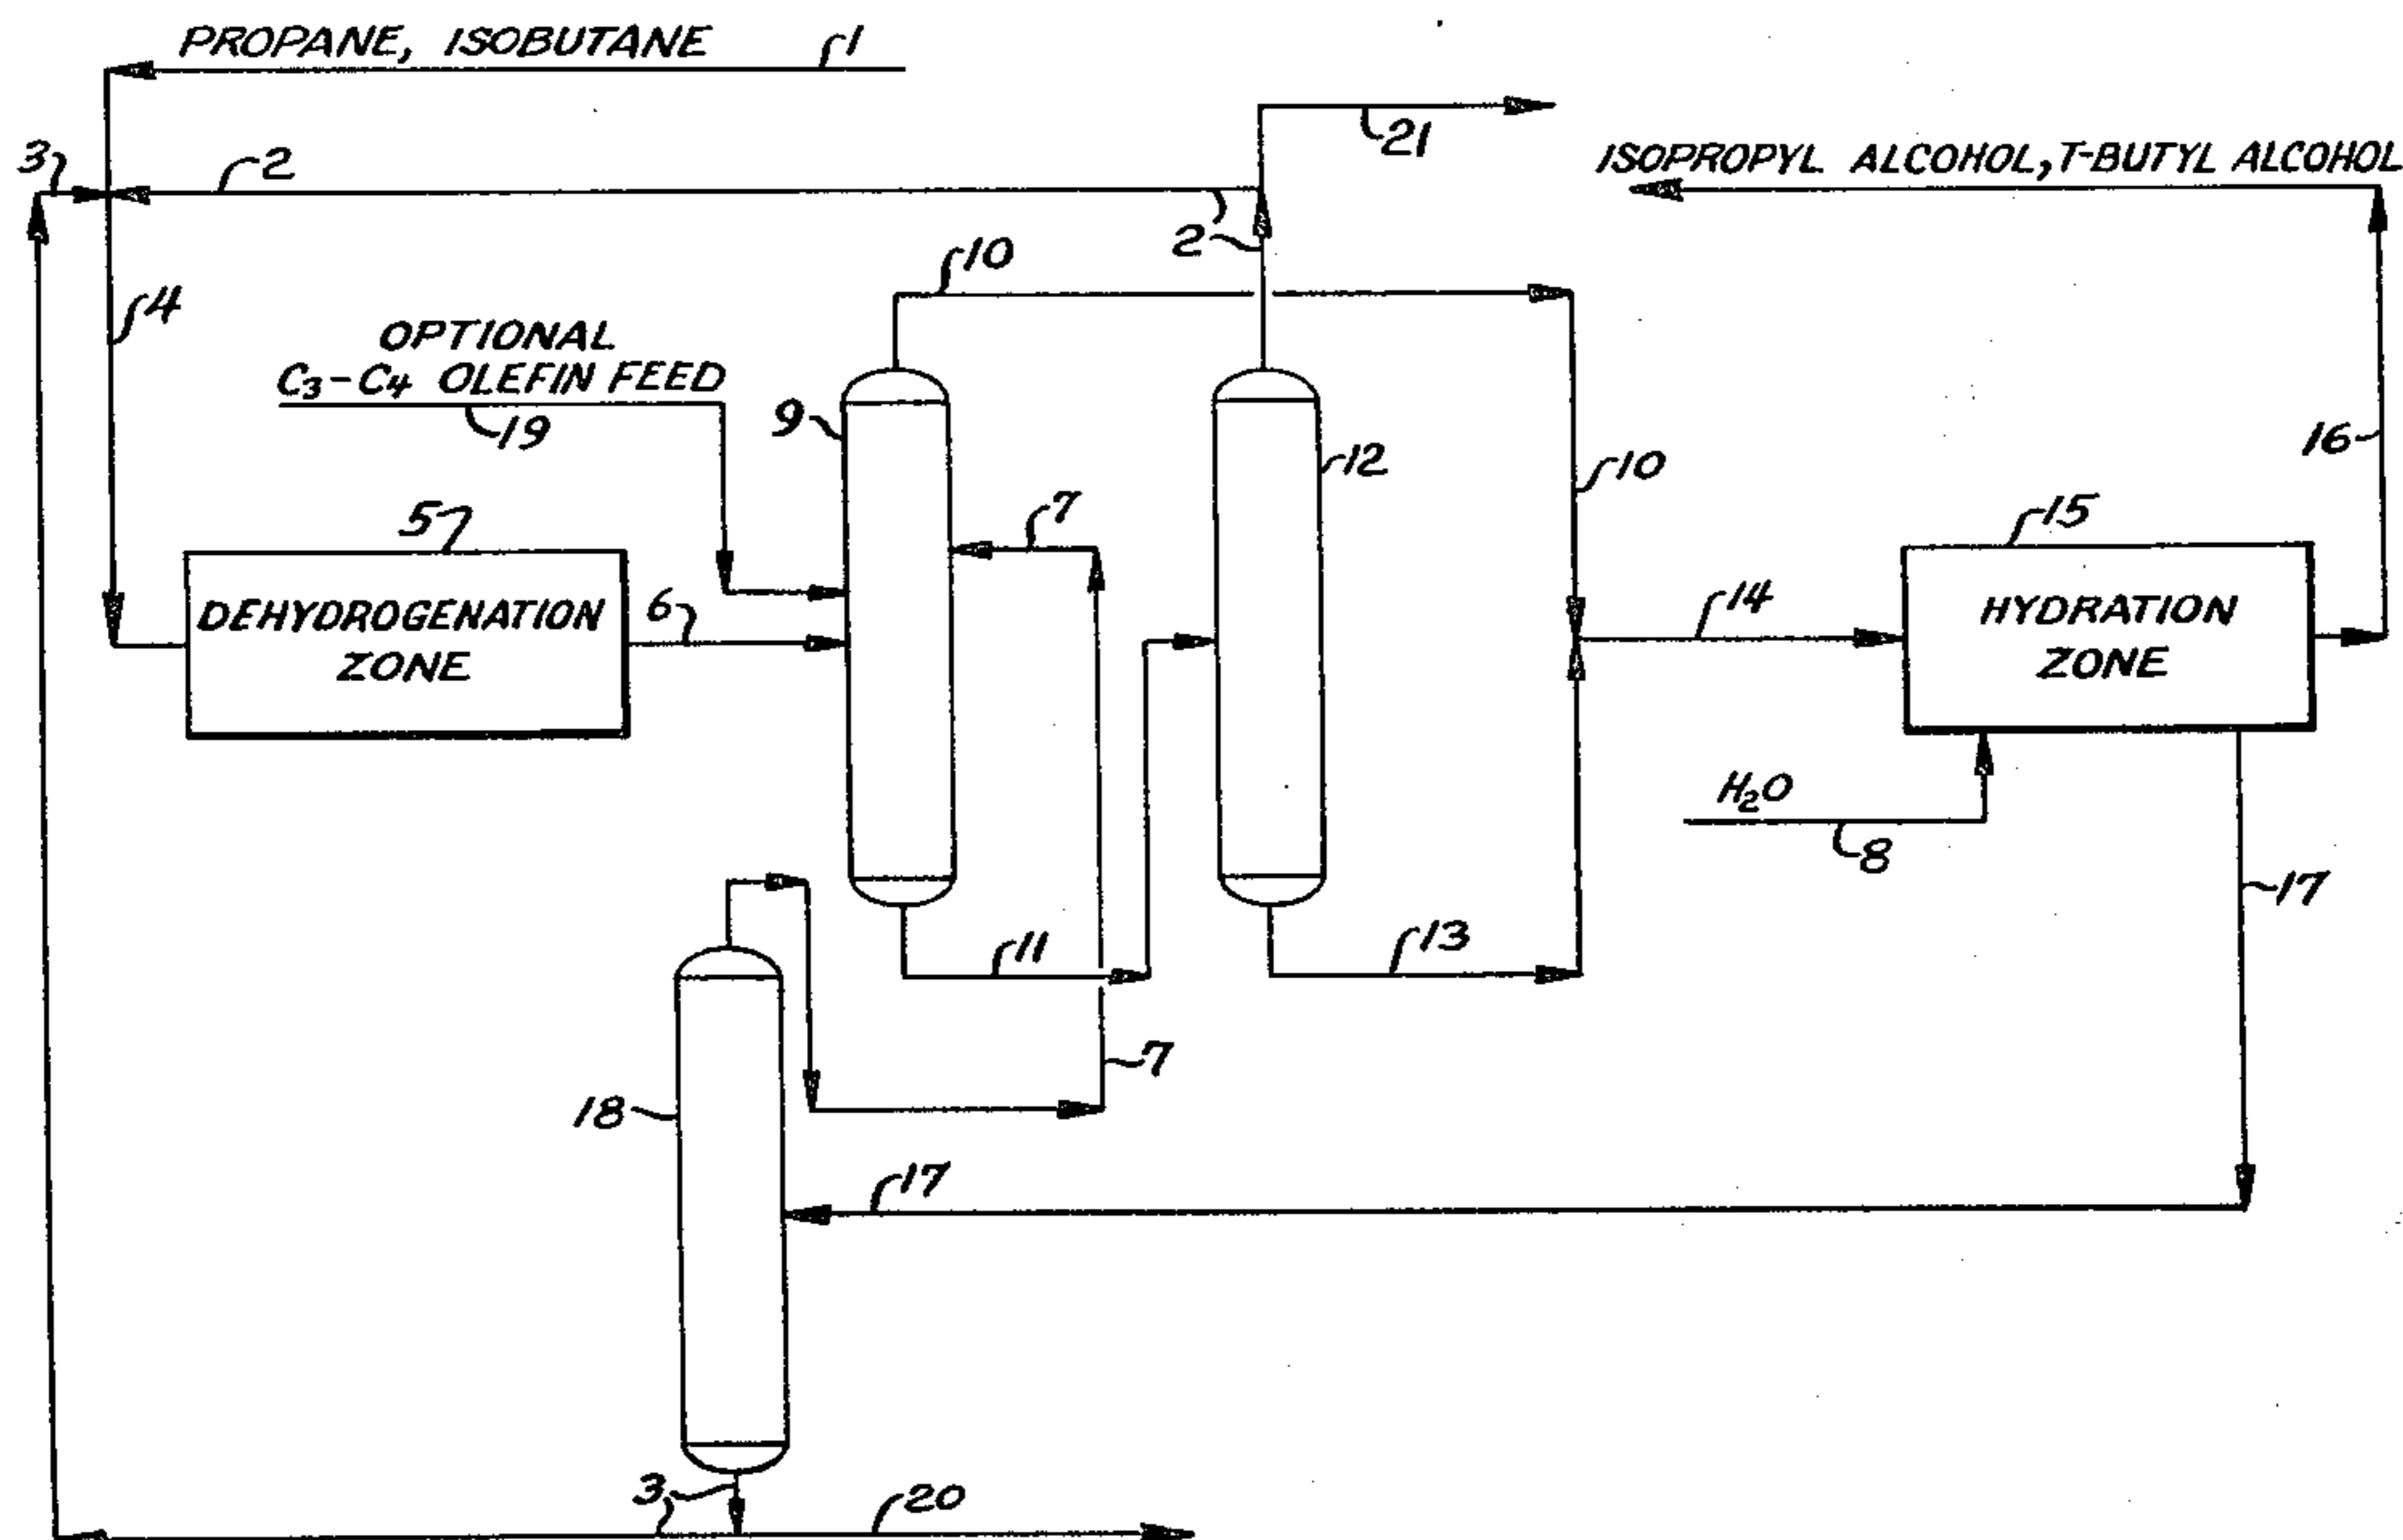 PROPANE, ISOBUTANE
1
21
3
2
ISOPROPYL ALCOHOL, T-BUTYL ALCOHOL
2
10
4
OPTIONAL
C₃-C₄ OLEFIN FEED
19
9
12
10
16
7
5
15
DEHYDROGENATION
ZONE
6
14
HYDRATION
ZONE
H₂O
8
17
11
13
7
18
17
3
20